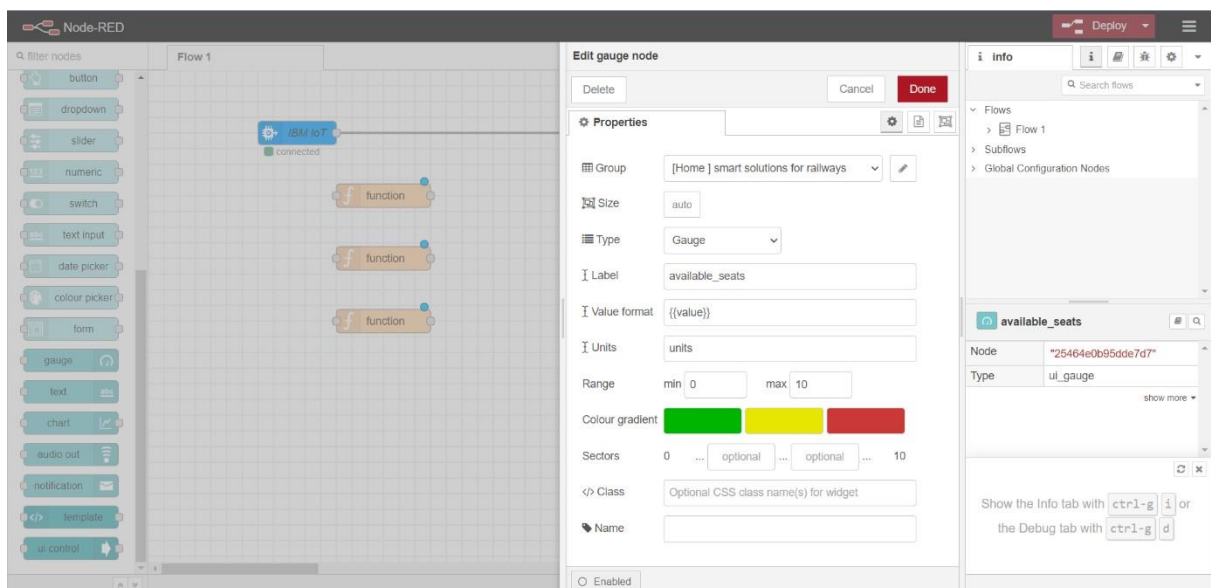 Node-RED
Deploy
filter nodes
Flow 1
Edit gauge node
i info
i
button
dropdown
slider
numeric
switch
text input
date picker
colour picker
form
gauge
text
abc
chart
audio out
notification
template
ui control
IBM IoT
connected
f function
f function
f function
Delete
Cancel
Done
Properties
Group
[Home ] smart solutions for railways
Size
auto
Type
Gauge
Label
available_seats
Value format
{{value}}
Units
units
Range
min 0
max 10
Colour gradient
Sectors
0 ... optional ... optional ... 10
</> Class
Optional CSS class name(s) for widget
Name
Enabled
Search flows
Flows
Flow 1
Subflows
Global Configuration Nodes
available_seats
Node
"25464e0b95dde7d7"
Type
ui_gauge
show more
Show the Info tab with ctrl-g i or
the Debug tab with ctrl-g d